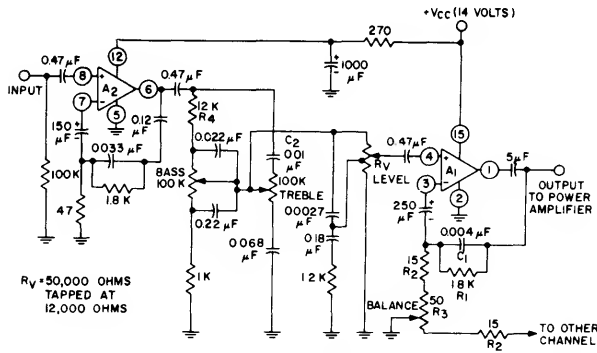 +VCC (14 VOLTS)
270
12
0.47 µF
8
+
A2
6
0.47 µF
1000 µF
+
INPUT
7
−
5
12 K
R4
15
150 µF
+
−
0.12 µF
.0033 µF
0.022 µF
C2
0.01 µF
RV
0.47 µF
4
+
A1
1
5 µF
100K
1.8 K
BASS
100 K
100K
TREBLE
LEVEL
3
−
2
OUTPUT
TO POWER
AMPLIFIER
47
0.22 µF
0.0027 µF
250 µF
+
−
0.004 µF
C1
0.068 µF
0.18 µF
15
R2
18 K
R1
RV = 50,000 OHMS
TAPPED AT
12,000 OHMS
1 K
1.2 K
BALANCE
50
R3
15
R2
TO OTHER
CHANNEL